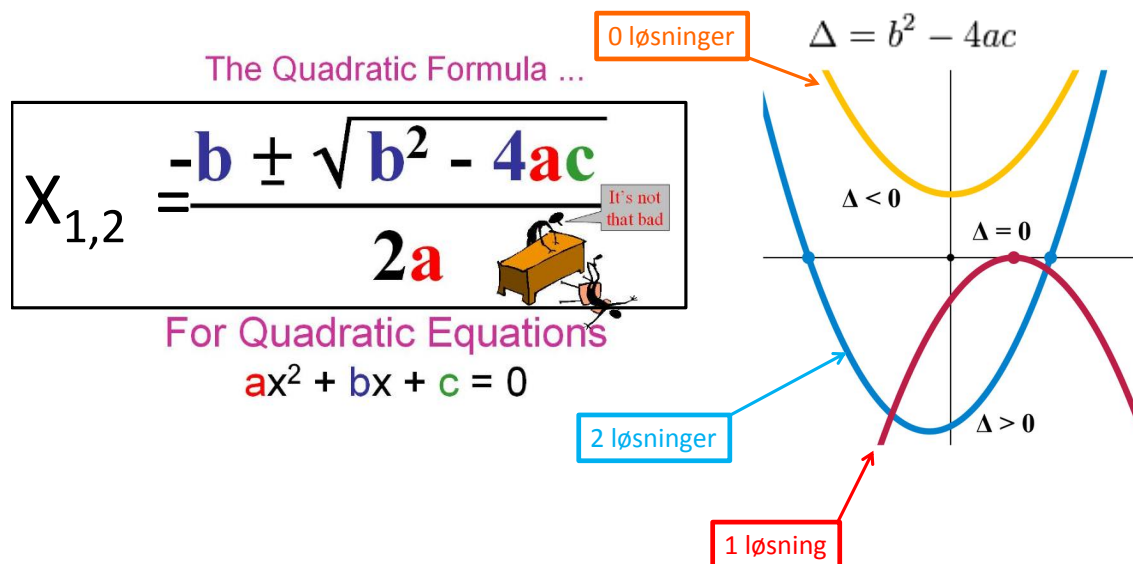 The Quadratic Formula ...
X₁,₂ = (-b ± √(b² - 4ac)) / 2a
It's not
that bad
For Quadratic Equations
ax² + bx + c = 0
0 løsninger
Δ = b² − 4ac
Δ < 0
Δ = 0
2 løsninger
Δ > 0
1 løsning